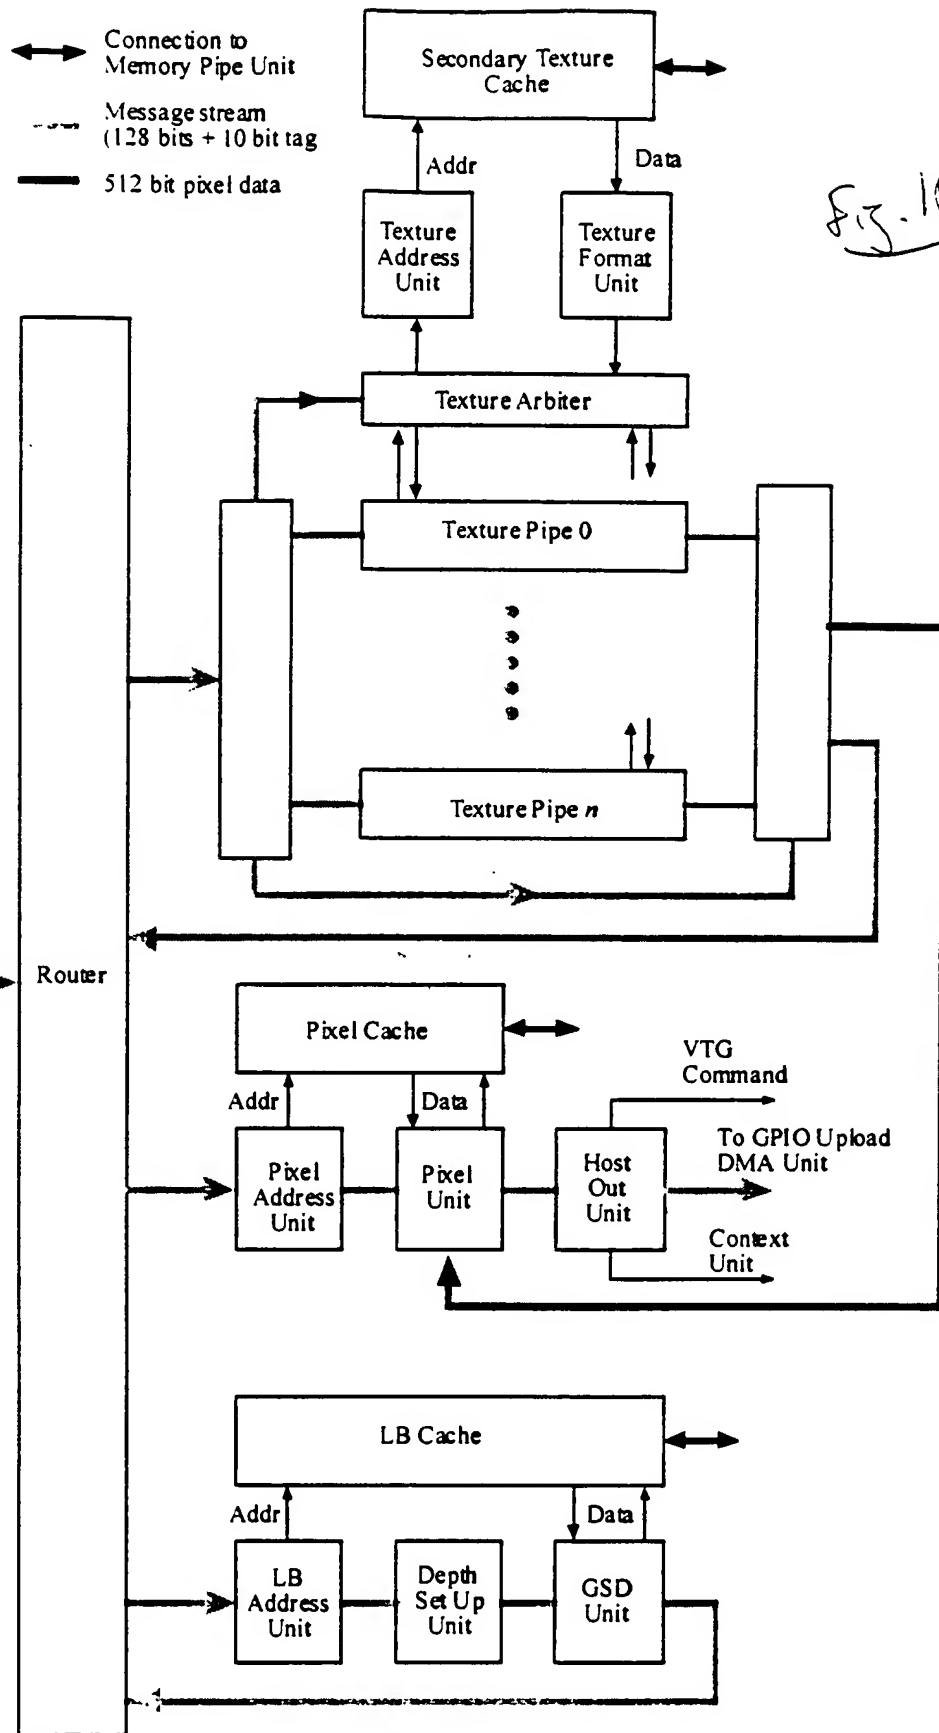 Connection to
Memory Pipe Unit
Message stream
(128 bits + 10 bit tag
512 bit pixel data
Secondary Texture
Cache
Addr
Data
Texture
Address
Unit
Texture
Format
Unit
Texture Arbiter
Texture Pipe 0
Texture Pipe n
Router
Pixel Cache
Addr
Data
Pixel
Address
Unit
Pixel
Unit
Host
Out
Unit
VTG
Command
To GPIO Upload
DMA Unit
Context
Unit
LB Cache
Addr
Data
LB
Address
Unit
Depth
Set Up
Unit
GSD
Unit
Fig.